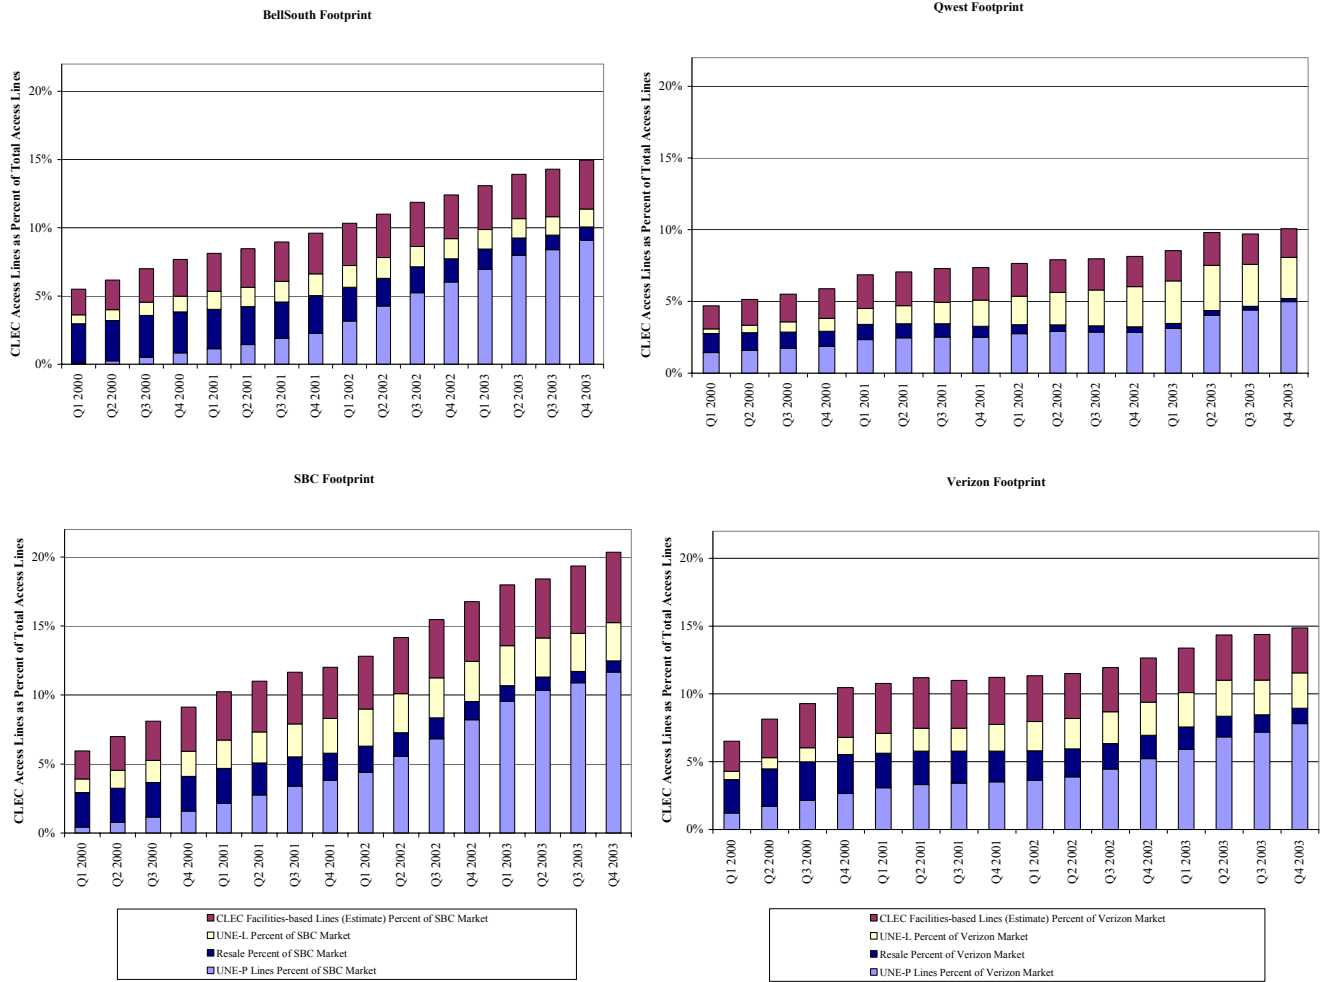 BellSouth Footprint
CLEC Access Lines as Percent of Total Access Lines
20%
15%
10%
5%
0%
Q1 2000
Q2 2000
Q3 2000
Q4 2000
Q1 2001
Q2 2001
Q3 2001
Q4 2001
Q1 2002
Q2 2002
Q3 2002
Q4 2002
Q1 2003
Q2 2003
Q3 2003
Q4 2003
Qwest Footprint
CLEC Access Lines as Percent of Total Access Lines
20%
15%
10%
5%
0%
Q1 2000
Q2 2000
Q3 2000
Q4 2000
Q1 2001
Q2 2001
Q3 2001
Q4 2001
Q1 2002
Q2 2002
Q3 2002
Q4 2002
Q1 2003
Q2 2003
Q3 2003
Q4 2003
SBC Footprint
CLEC Access Lines as Percent of Total Access Lines
20%
15%
10%
5%
0%
Q1 2000
Q2 2000
Q3 2000
Q4 2000
Q1 2001
Q2 2001
Q3 2001
Q4 2001
Q1 2002
Q2 2002
Q3 2002
Q4 2002
Q1 2003
Q2 2003
Q3 2003
Q4 2003
CLEC Facilities-based Lines (Estimate) Percent of SBC Market
UNE-L Percent of SBC Market
Resale Percent of SBC Market
UNE-P Lines Percent of SBC Market
Verizon Footprint
CLEC Access Lines as Percent of Total Access Lines
20%
15%
10%
5%
0%
Q1 2000
Q2 2000
Q3 2000
Q4 2000
Q1 2001
Q2 2001
Q3 2001
Q4 2001
Q1 2002
Q2 2002
Q3 2002
Q4 2002
Q1 2003
Q2 2003
Q3 2003
Q4 2003
CLEC Facilities-based Lines (Estimate) Percent of Verizon Market
UNE-L Percent of Verizon Market
Resale Percent of Verizon Market
UNE-P Lines Percent of Verizon Market